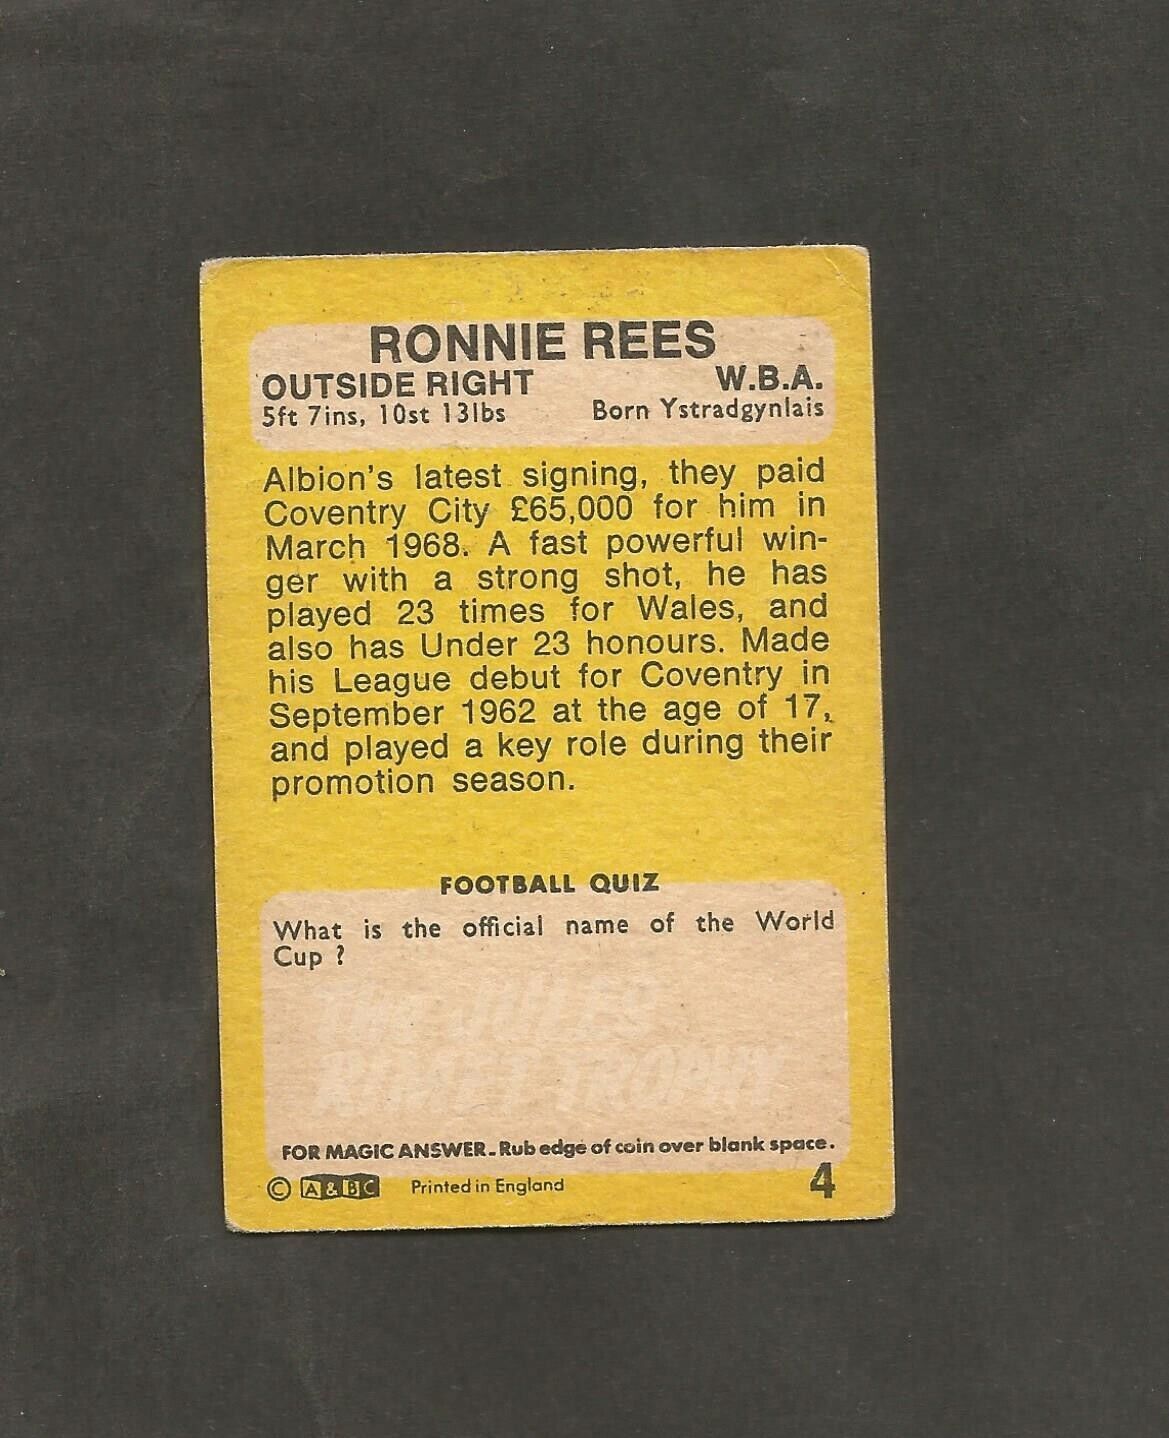 RONNIE REES
OUTSIDE RIGHT W.B.A.
5ft 7ins, 10st 13lbs Born Ystradgynlais
Albion's latest signing, they paid
Coventry City £65,000 for him in
March 1968. A fast powerful win-
ger with a strong shot, he has
played 23 times for Wales, and
also has Under 23 honours. Made
his League debut for Coventry in
September 1962 at the age of 17,
and played a key role during their
promotion season.
FOOTBALL QUIZ
What is the official name of the World
Cup ?
The JULES
RIMET TROPHY
FOR MAGIC ANSWER. Rub edge of coin over blank space.
© A&BC Printed in England 4